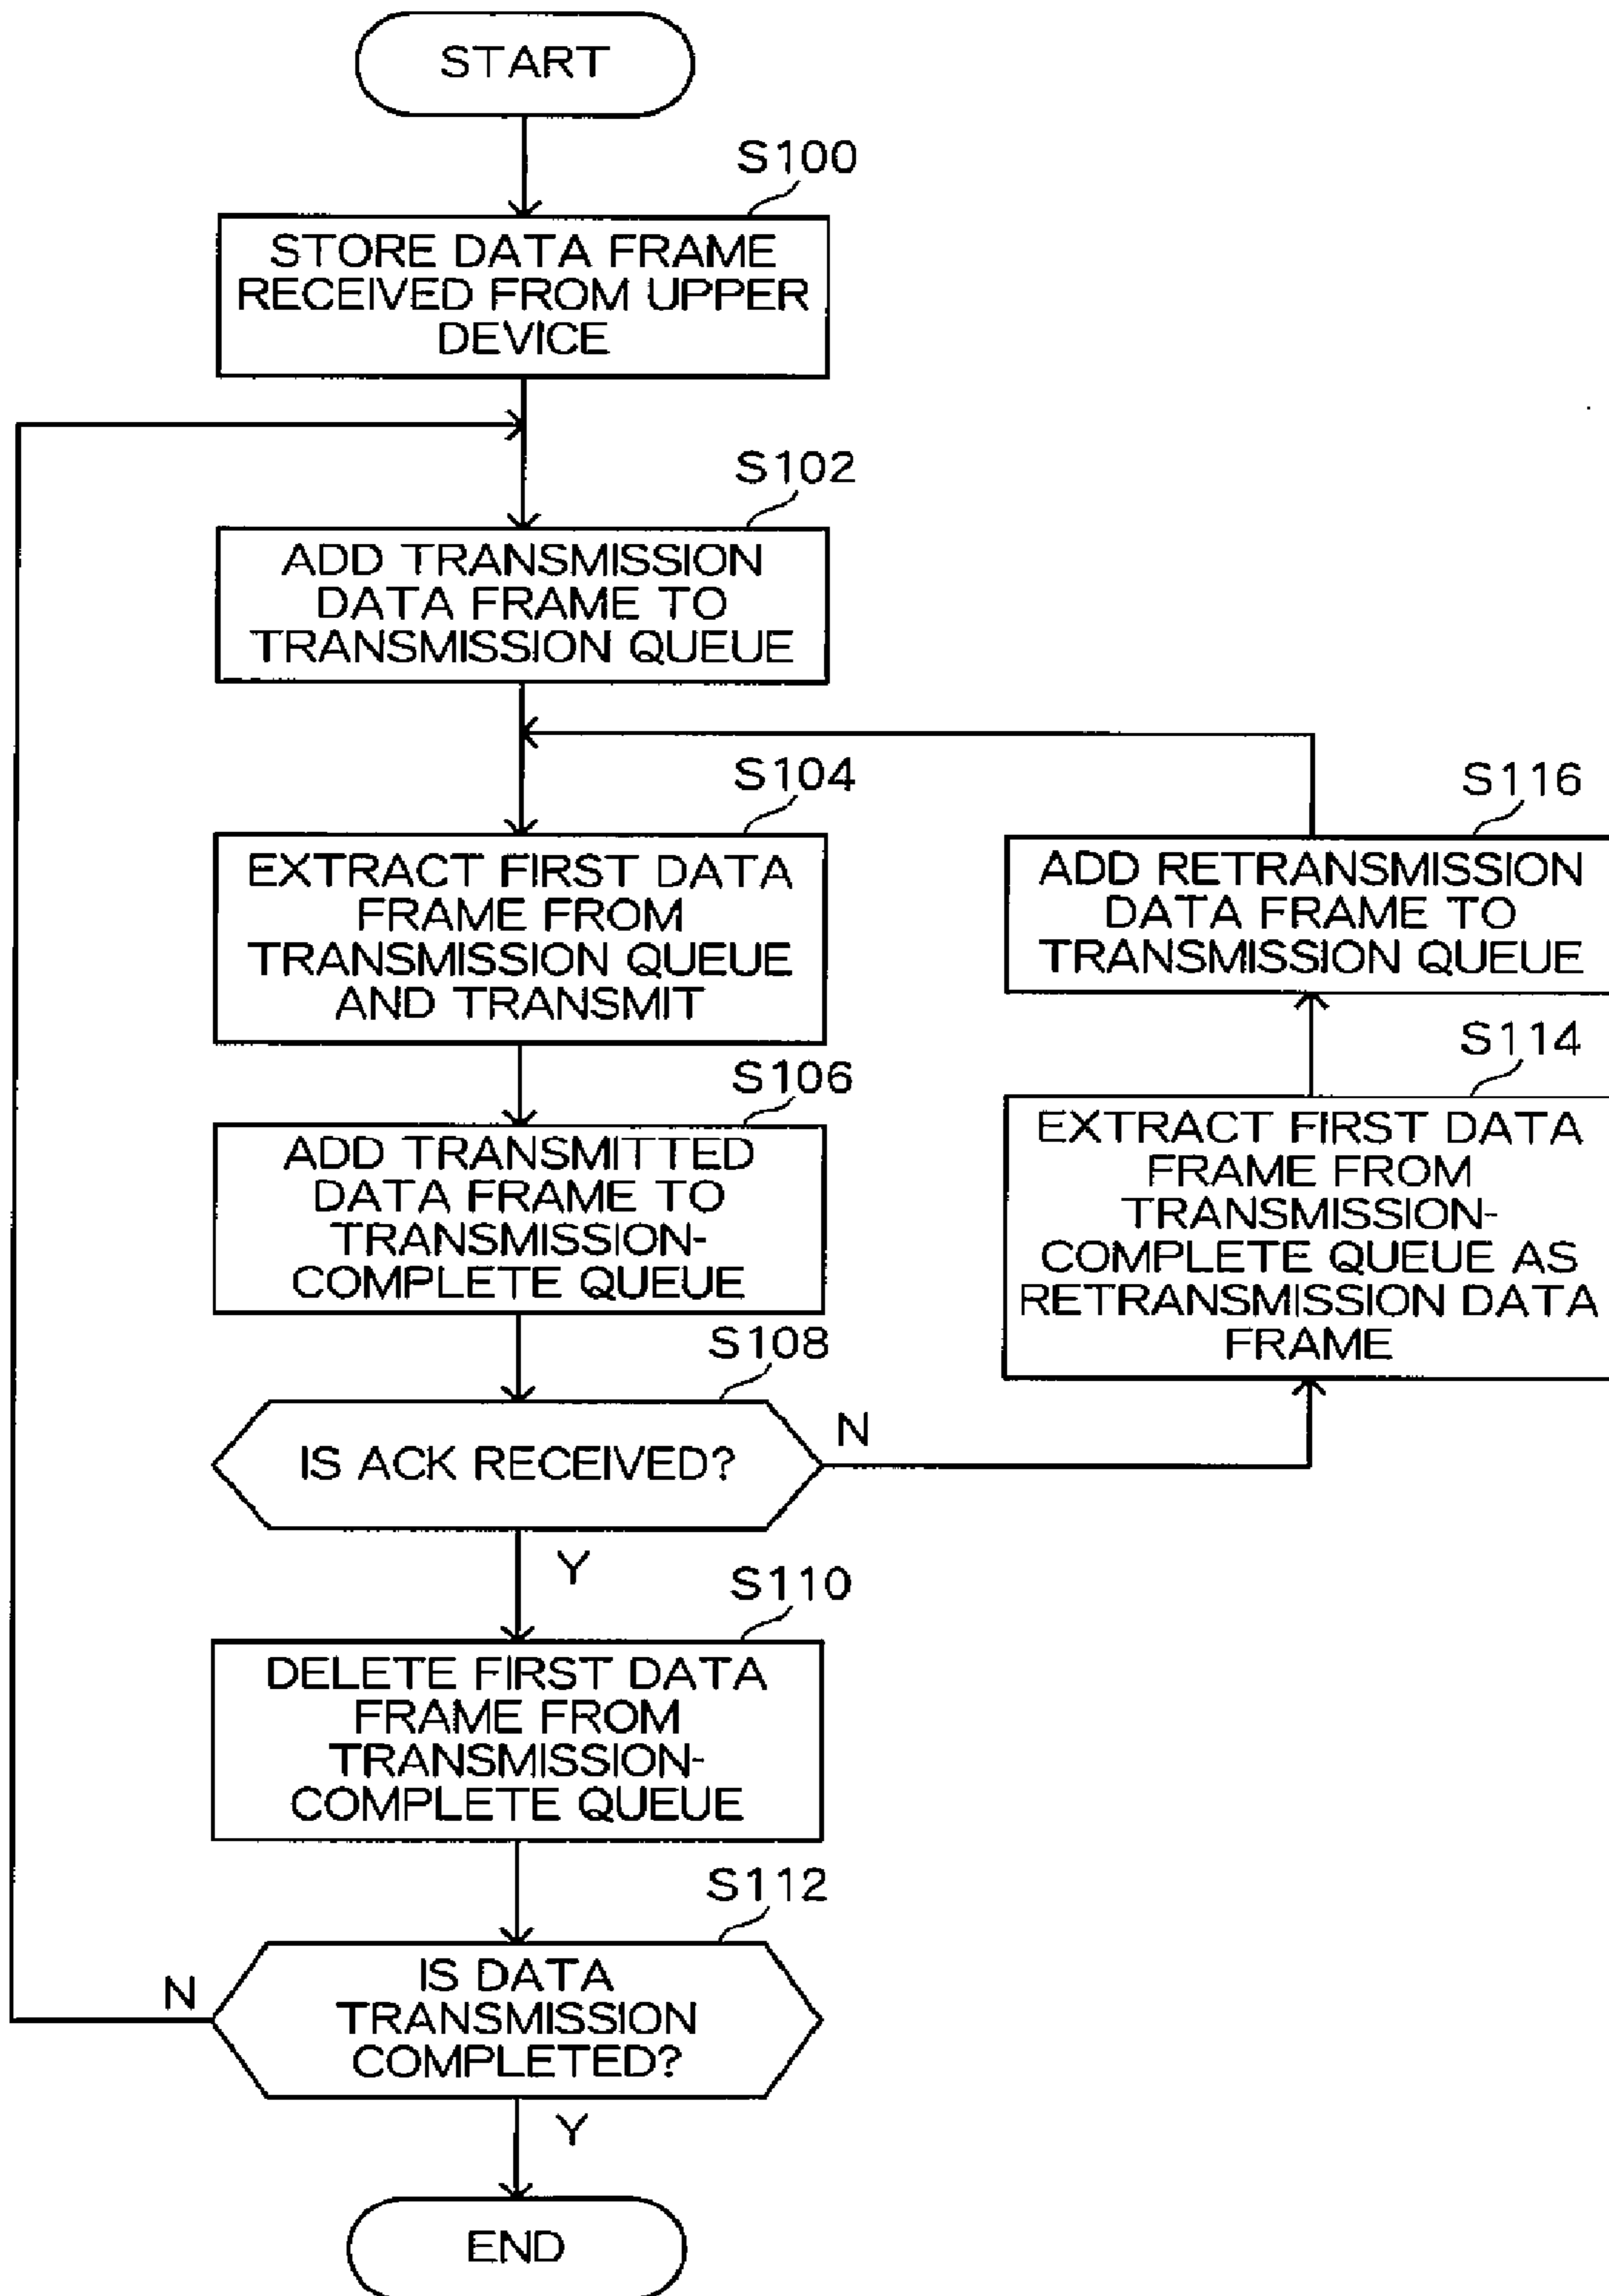 START
S100
STORE DATA FRAME
RECEIVED FROM UPPER
DEVICE
S102
ADD TRANSMISSION
DATA FRAME TO
TRANSMISSION QUEUE
S104
EXTRACT FIRST DATA
FRAME FROM
TRANSMISSION QUEUE
AND TRANSMIT
S106
ADD TRANSMITTED
DATA FRAME TO
TRANSMISSION-
COMPLETE QUEUE
S108
IS ACK RECEIVED?
N
Y
S116
ADD RETRANSMISSION
DATA FRAME TO
TRANSMISSION QUEUE
S114
EXTRACT FIRST DATA
FRAME FROM
TRANSMISSION-
COMPLETE QUEUE AS
RETRANSMISSION DATA
FRAME
S110
DELETE FIRST DATA
FRAME FROM
TRANSMISSION-
COMPLETE QUEUE
S112
IS DATA
TRANSMISSION
COMPLETED?
N
Y
END